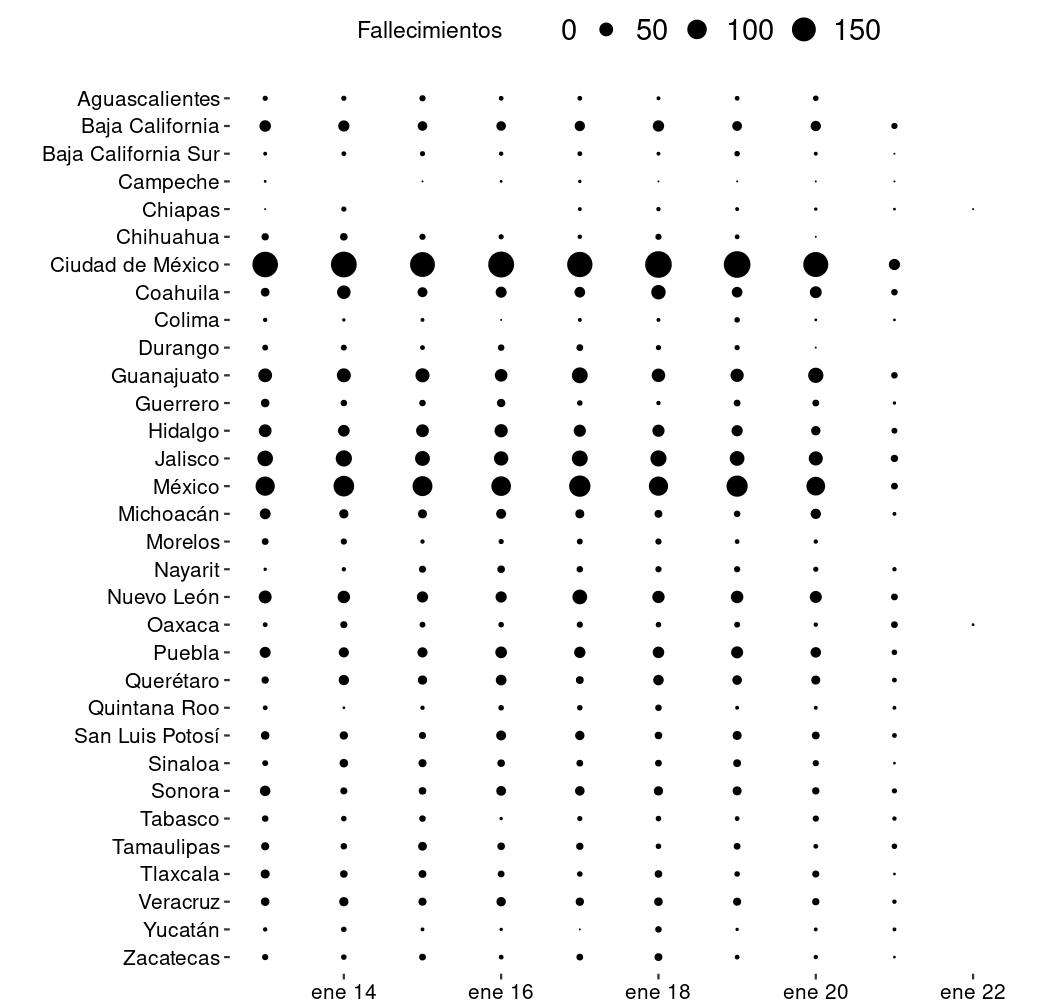 Fallecimientos 0 50 100 150
Aguascalientes
Baja California
Baja California Sur
Campeche
Chiapas
Chihuahua
Ciudad de México
Coahuila
Colima
Durango
Guanajuato
Guerrero
Hidalgo
Jalisco
México
Michoacán
Morelos
Nayarit
Nuevo León
Oaxaca
Puebla
Querétaro
Quintana Roo
San Luis Potosí
Sinaloa
Sonora
Tabasco
Tamaulipas
Tlaxcala
Veracruz
Yucatán
Zacatecas
ene 14 ene 16 ene 18 ene 20 ene 22